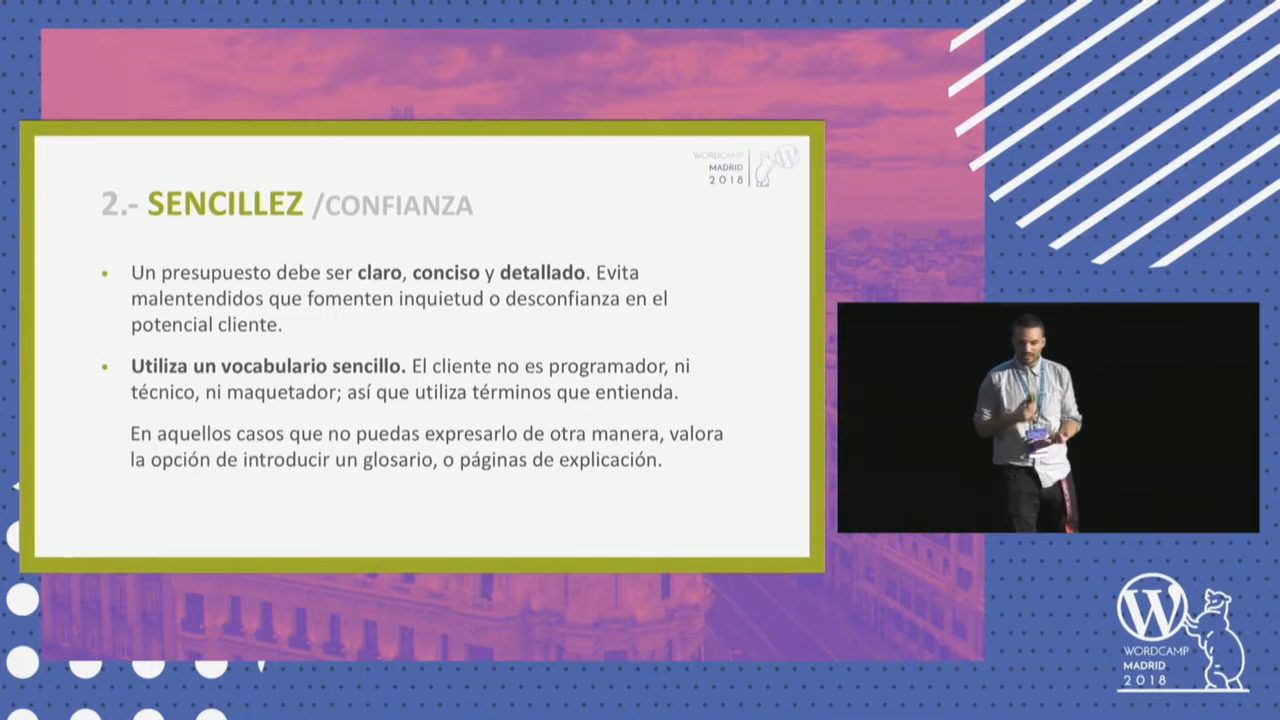 WORDCAMP
MADRID
2018
2.- SENCILLEZ /CONFIANZA
• Un presupuesto debe ser claro, conciso y detallado. Evita
malentendidos que fomenten inquietud o desconfianza en el
potencial cliente.
• Utiliza un vocabulario sencillo. El cliente no es programador, ni
técnico, ni maquetador; así que utiliza términos que entienda.
En aquellos casos que no puedas expresarlo de otra manera, valora
la opción de introducir un glosario, o páginas de explicación.
W
WORDCAMP
MADRID
2018